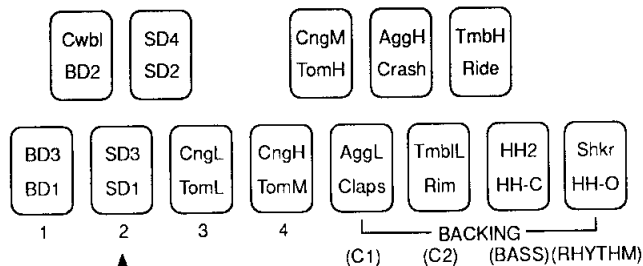 Cwbl SD4 CngM AggH TmbH
BD2 SD2 TomH Crash Ride
BD3 SD3 CngL CngH AggL TmblL HH2 Shkr
BD1 SD1 TomL TomM Claps Rim HH-C HH-O
1 2 3 4 BACKING
(C1) (C2) (BASS) (RHYTHM)